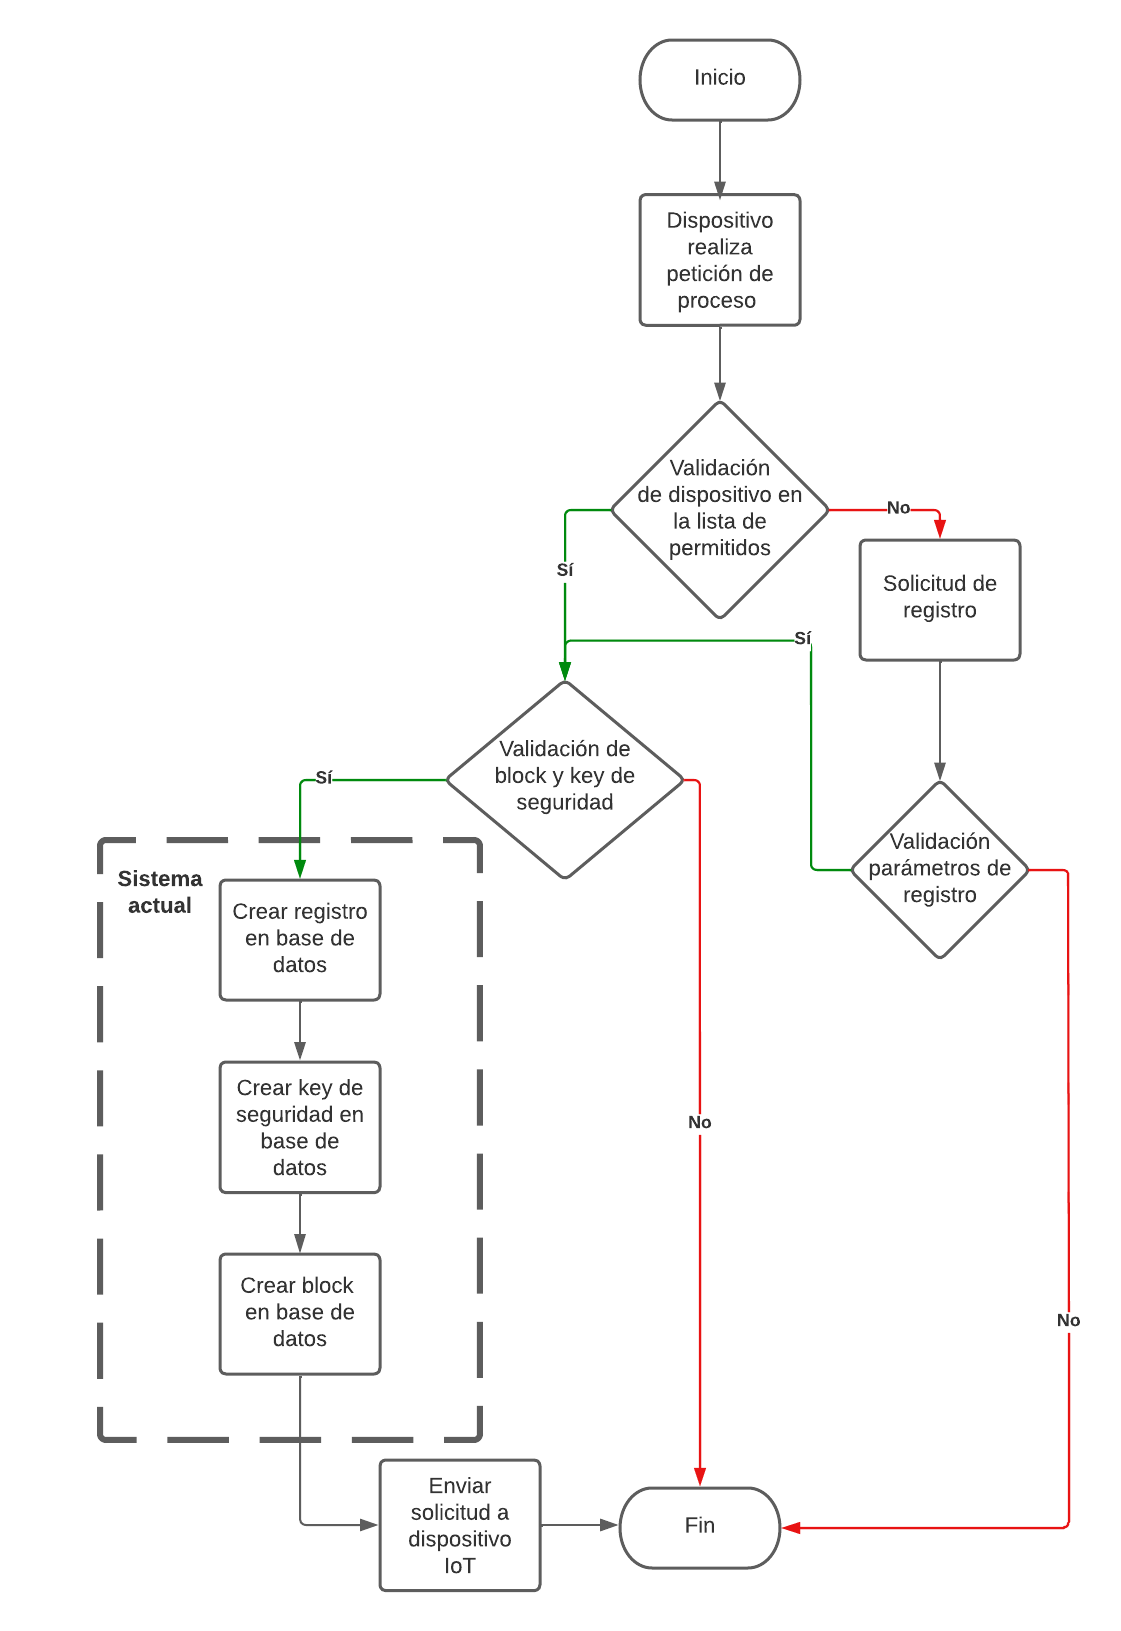 Inicio
Dispositivo
realiza
petición de
proceso
Validación
de dispositivo en
la lista de
permitidos
No
Sí
Solicitud de
registro
Sí
Validación de
block y key de
seguridad
Sí
Validación
parámetros de
registro
Sistema
actual
Crear registro
en base de
datos
Crear key de
seguridad en
base de
datos
No
Crear block
en base de
datos
No
Enviar
solicitud a
dispositivo
IoT
Fin